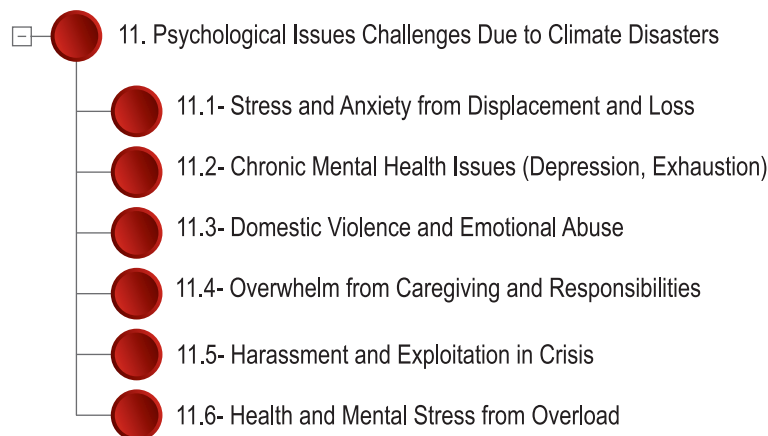 11. Psychological Issues Challenges Due to Climate Disasters
11.1- Stress and Anxiety from Displacement and Loss
11.2- Chronic Mental Health Issues (Depression, Exhaustion)
11.3- Domestic Violence and Emotional Abuse
11.4- Overwhelm from Caregiving and Responsibilities
11.5- Harassment and Exploitation in Crisis
11.6- Health and Mental Stress from Overload